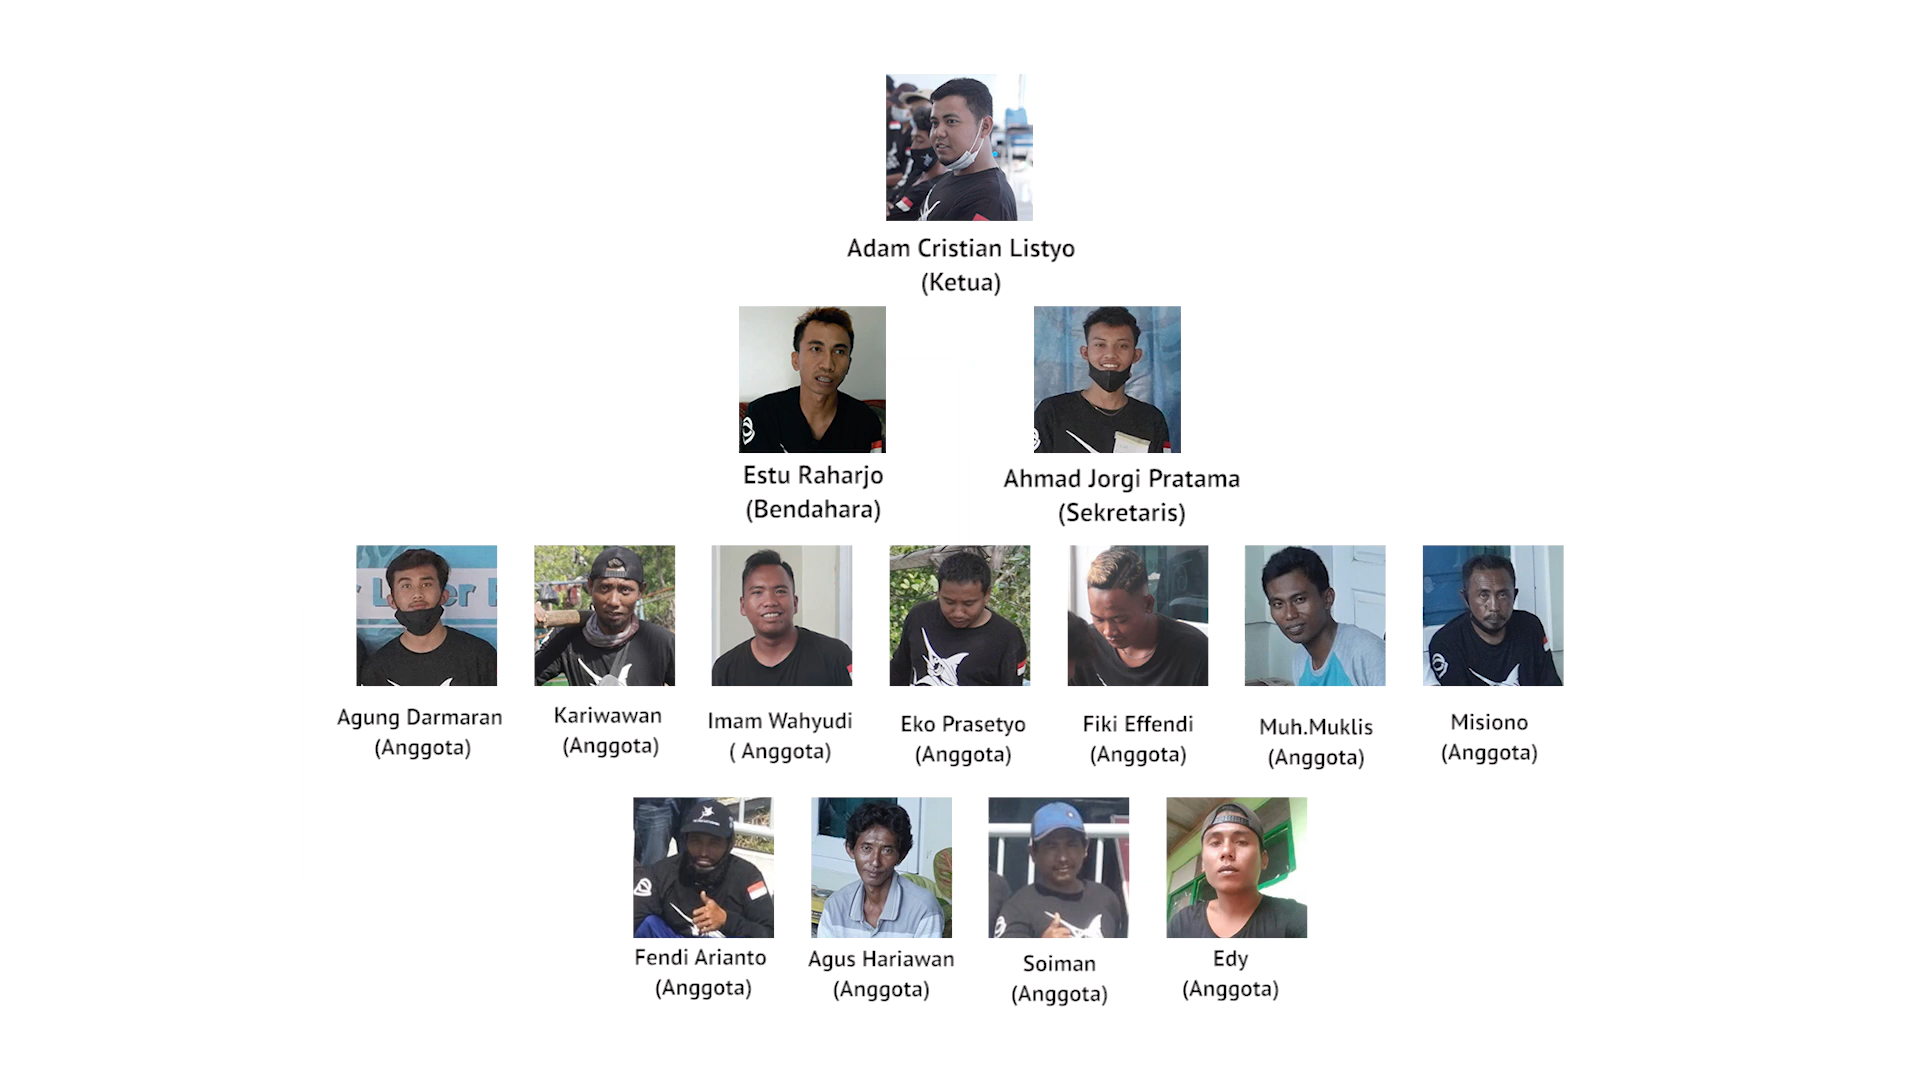 Adam Cristian Listyo
(Ketua)
Estu Raharjo
(Bendahara)
Ahmad Jorgi Pratama
(Sekretaris)
Agung Darmaran
(Anggota)
Kariwawan
(Anggota)
Imam Wahyudi
( Anggota)
Eko Prasetyo
(Anggota)
Fiki Effendi
(Anggota)
Muh.Muklis
(Anggota)
Misiono
(Anggota)
Fendi Arianto
(Anggota)
Agus Hariawan
(Anggota)
Soiman
(Anggota)
Edy
(Anggota)